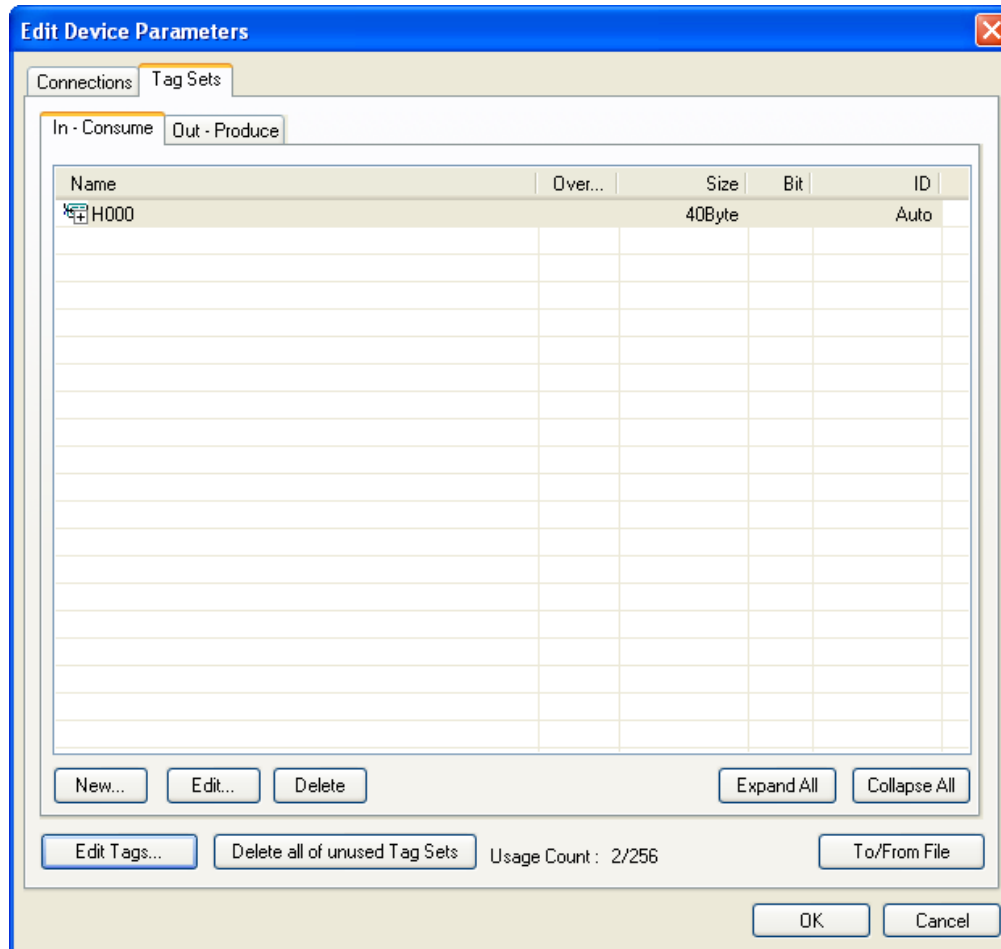 Edit Device Parameters
Connections Tag Sets
In - Consume Out - Produce
Name Over... Size Bit ID
H000 40Byte Auto
New... Edit... Delete Expand All Collapse All
Edit Tags... Delete all of unused Tag Sets Usage Count : 2/256 To/From File
OK Cancel